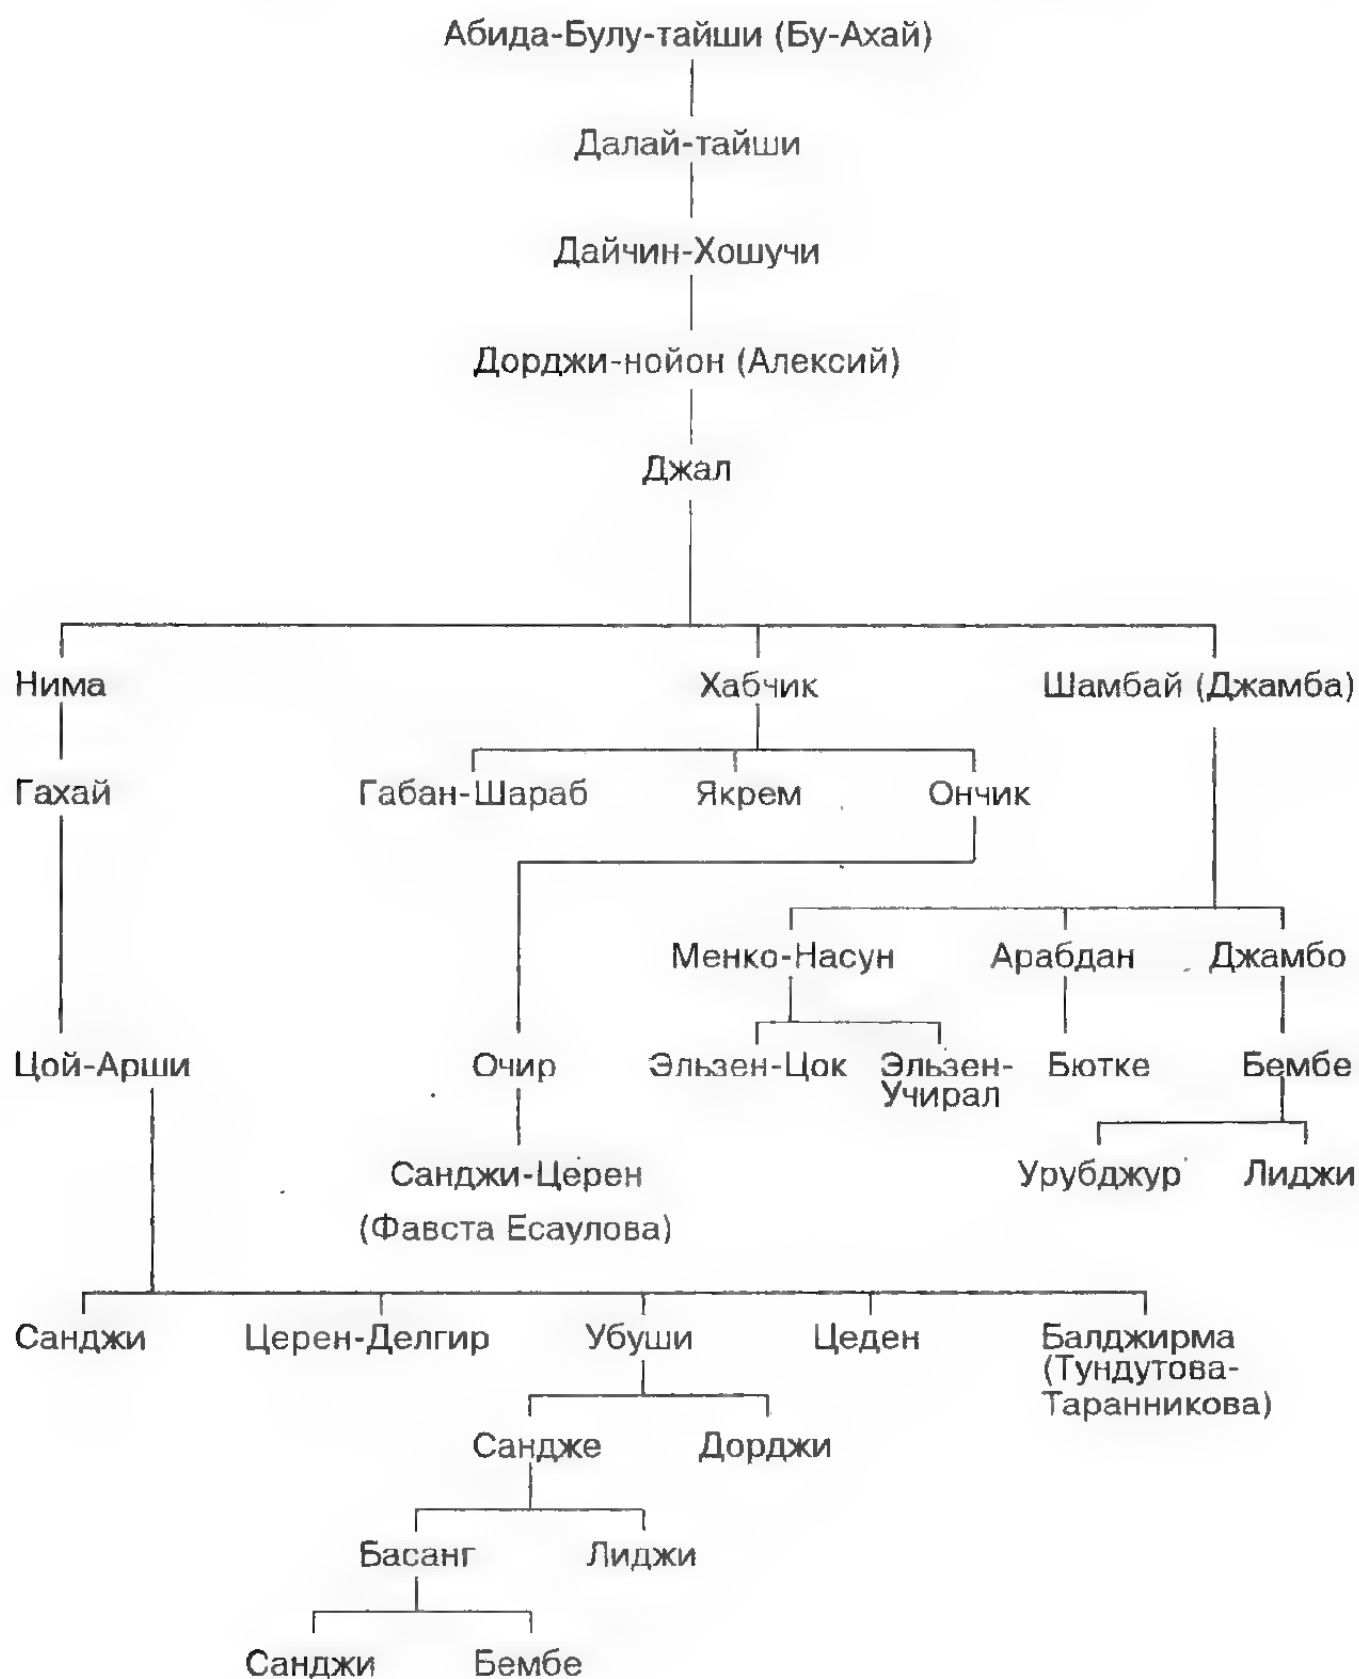 Абида-Булу-тайши (Бу-Ахай)
Далай-тайши
Дайчин-Хошучи
Дорджи-нойон (Алексий)
Джал
Нима Хабчик Шамбай (Джамба)
Гахай Габан-Шараб Якрем Ончик
Менко-Насун Арабдан Джамбо
Цой-Арши Очир Эльзен-Цок Эльзен- Бютке Бембе
Учирал
Санджи-Церен Урубджур Лиджи
(Фавста Есаулова)
Санджи Церен-Делгир Убуши Цеден Балджирма
(Тундутова-
Таранникова)
Сандже Дорджи
Басанг Лиджи
Санджи Бембе